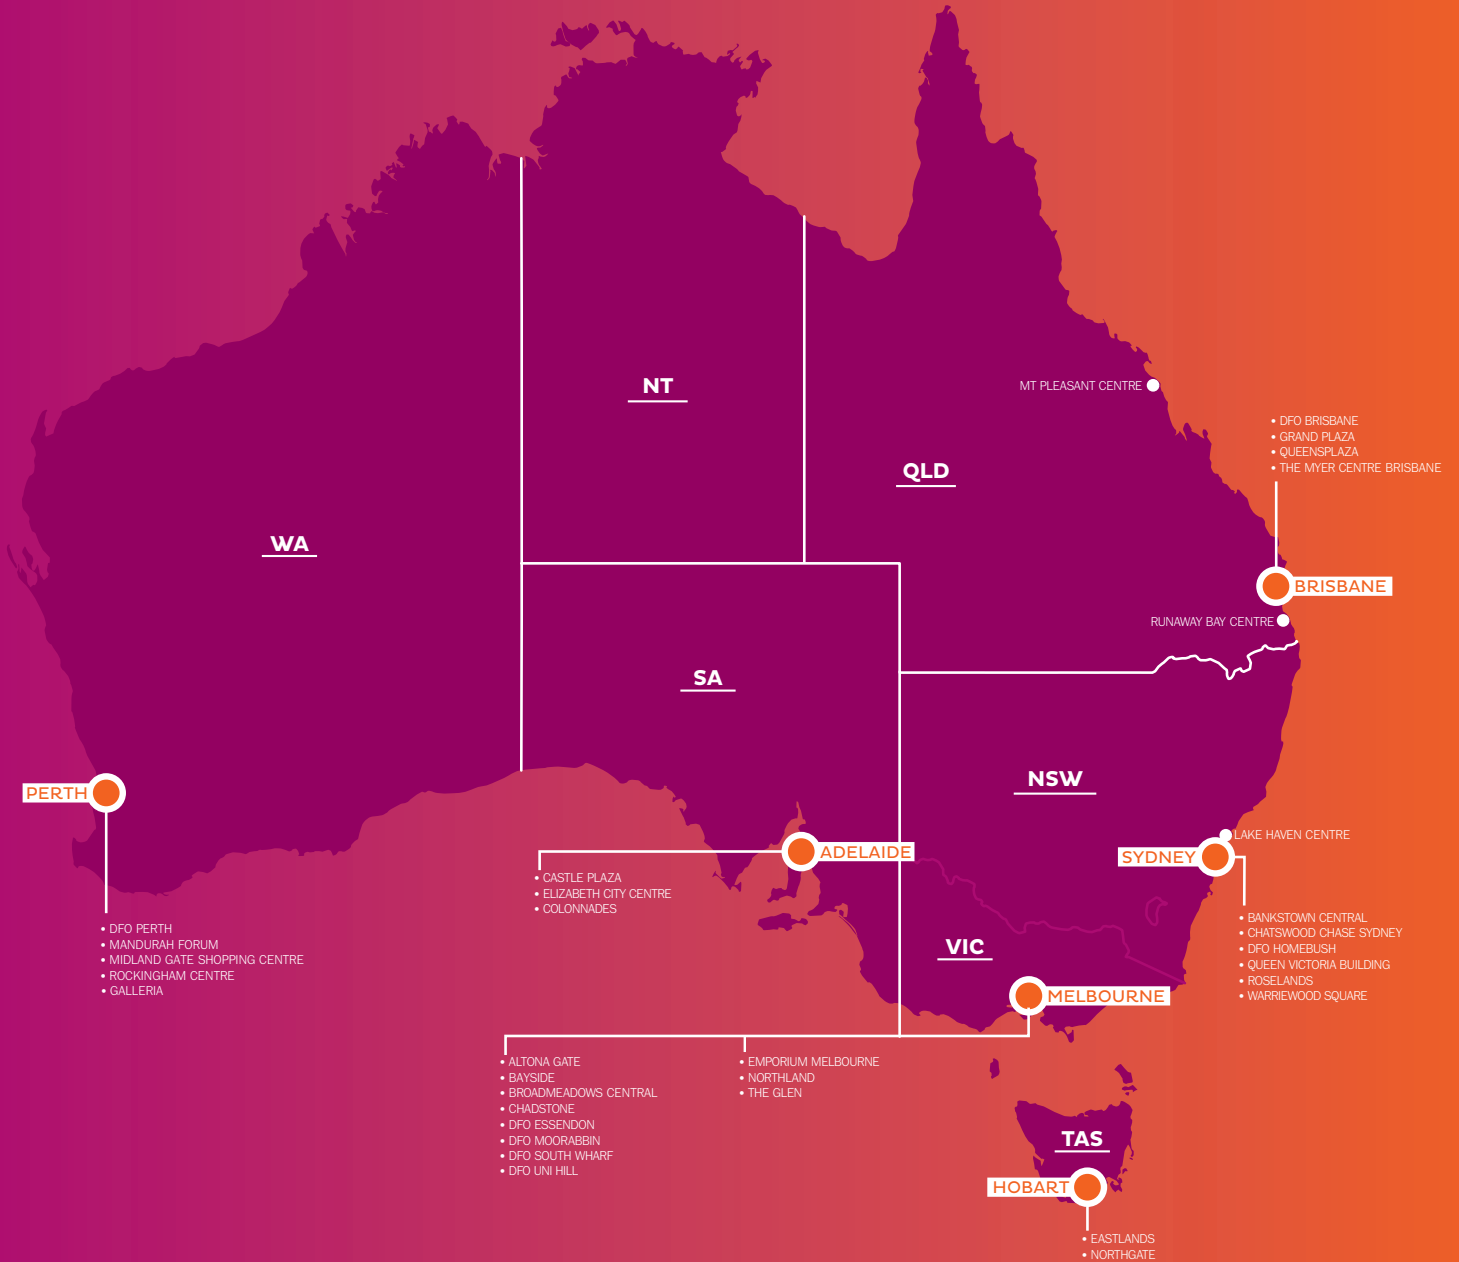 NT
MT PLEASANT CENTRE
• DFO BRISBANE
• GRAND PLAZA
• QUEENSPLAZA
• THE MYER CENTRE BRISBANE
QLD
WA
BRISBANE
RUNAWAY BAY CENTRE
SA
NSW
PERTH
LAKE HAVEN CENTRE
ADELAIDE
SYDNEY
• CASTLE PLAZA
• ELIZABETH CITY CENTRE
• COLONNADES
• DFO PERTH
• MANDURAH FORUM
• MIDLAND GATE SHOPPING CENTRE
• ROCKINGHAM CENTRE
• GALLERIA
• BANKSTOWN CENTRAL
• CHATSWOOD CHASE SYDNEY
• DFO HOMEBUSH
• QUEEN VICTORIA BUILDING
• ROSELANDS
• WARRIEWOOD SQUARE
VIC
MELBOURNE
• ALTONA GATE
• BAYSIDE
• BROADMEADOWS CENTRAL
• CHADSTONE
• DFO ESSENDON
• DFO MOORABBIN
• DFO SOUTH WHARF
• DFO UNI HILL
• EMPORIUM MELBOURNE
• NORTHLAND
• THE GLEN
TAS
HOBART
• EASTLANDS
• NORTHGATE